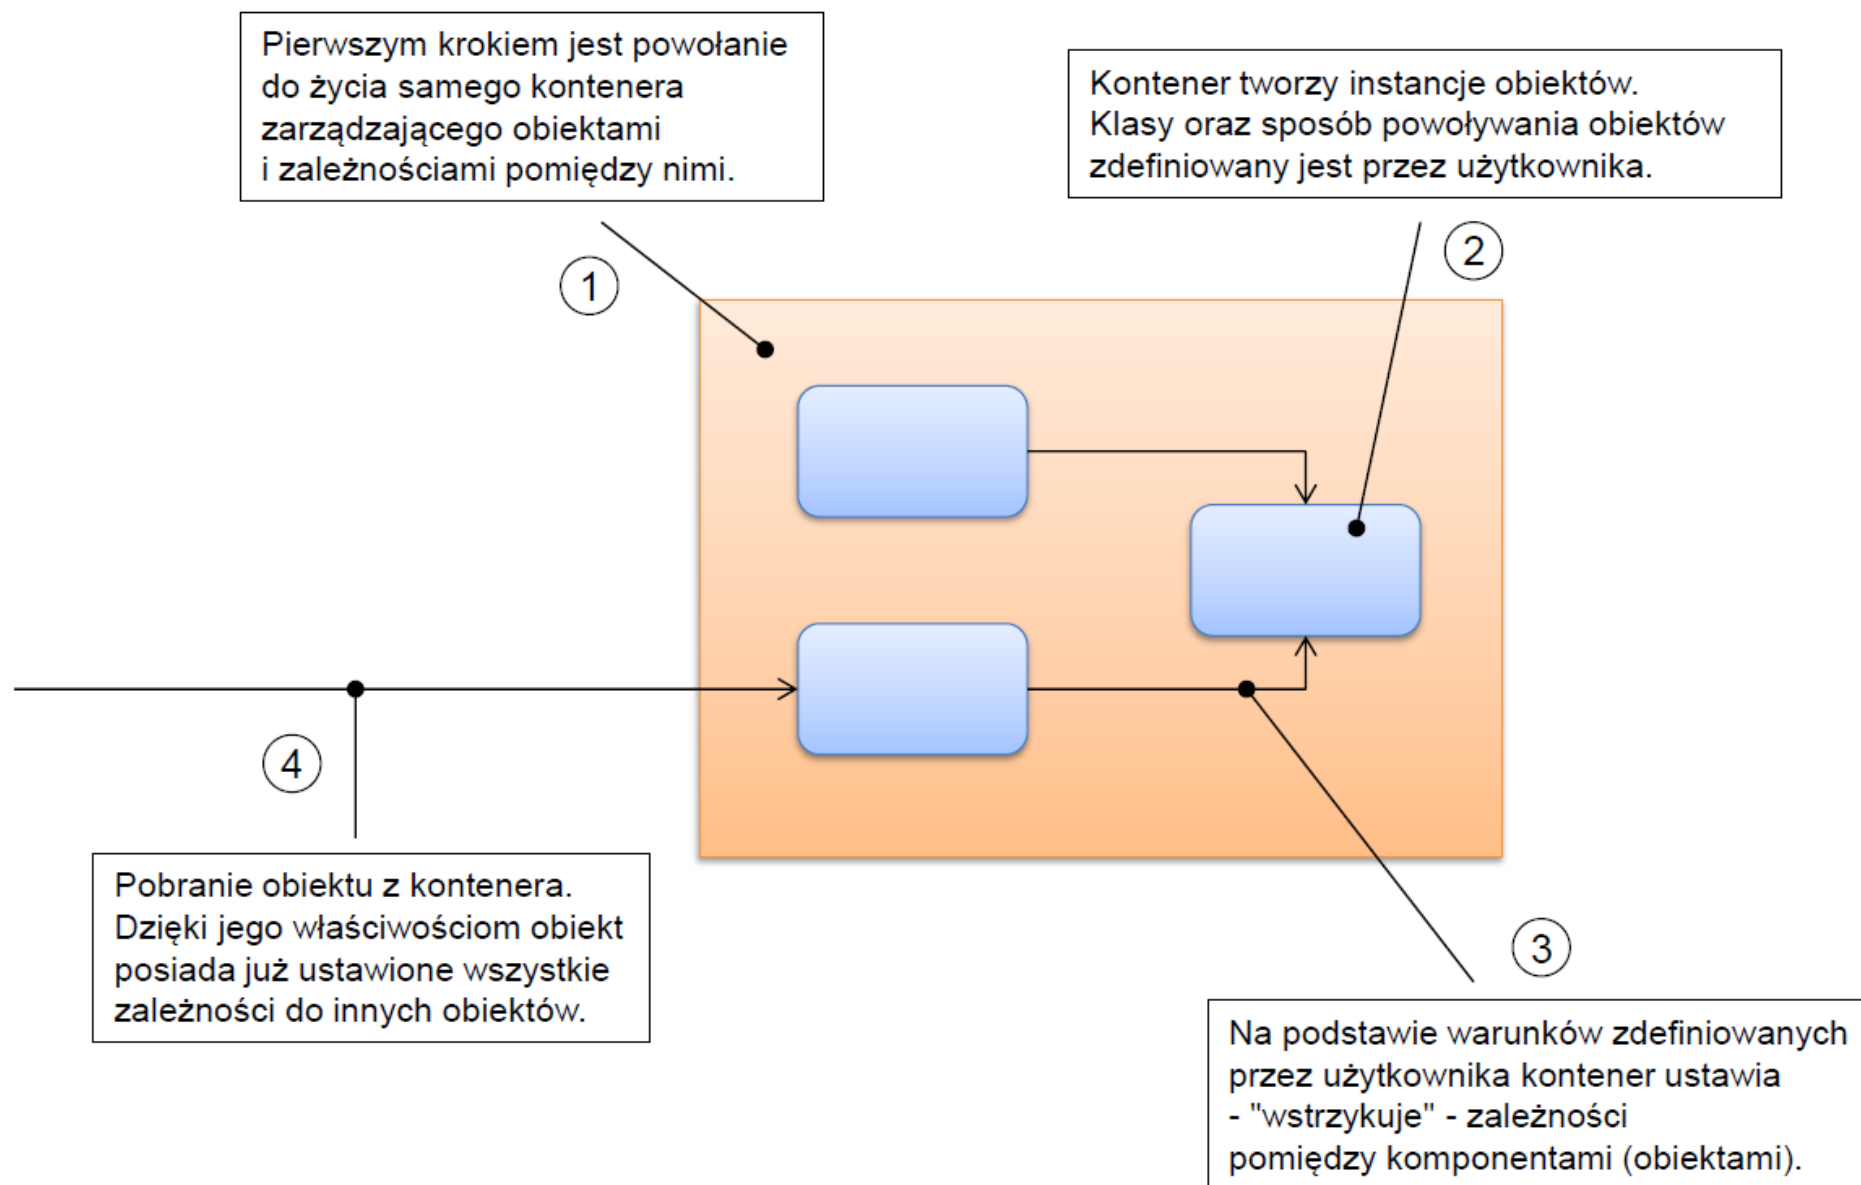 Pierwszym krokiem jest powołanie
do życia samego kontenera
zarządzającego obiektami
i zależnościami pomiędzy nimi.
1
Kontener tworzy instancje obiektów.
Klasy oraz sposób powoływania obiektów
zdefiniowany jest przez użytkownika.
2
4
Pobranie obiektu z kontenera.
Dzięki jego właściwościom obiekt
posiada już ustawione wszystkie
zależności do innych obiektów.
3
Na podstawie warunków zdefiniowanych
przez użytkownika kontener ustawia
- "wstrzykuje" - zależności
pomiędzy komponentami (obiektami).